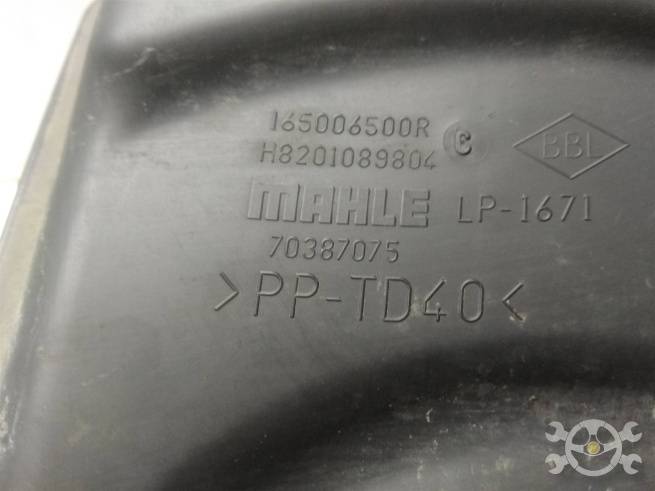 165006500R C BBL
H8201089804
MAHLE LP-1671
70387075
>PP-TD40<